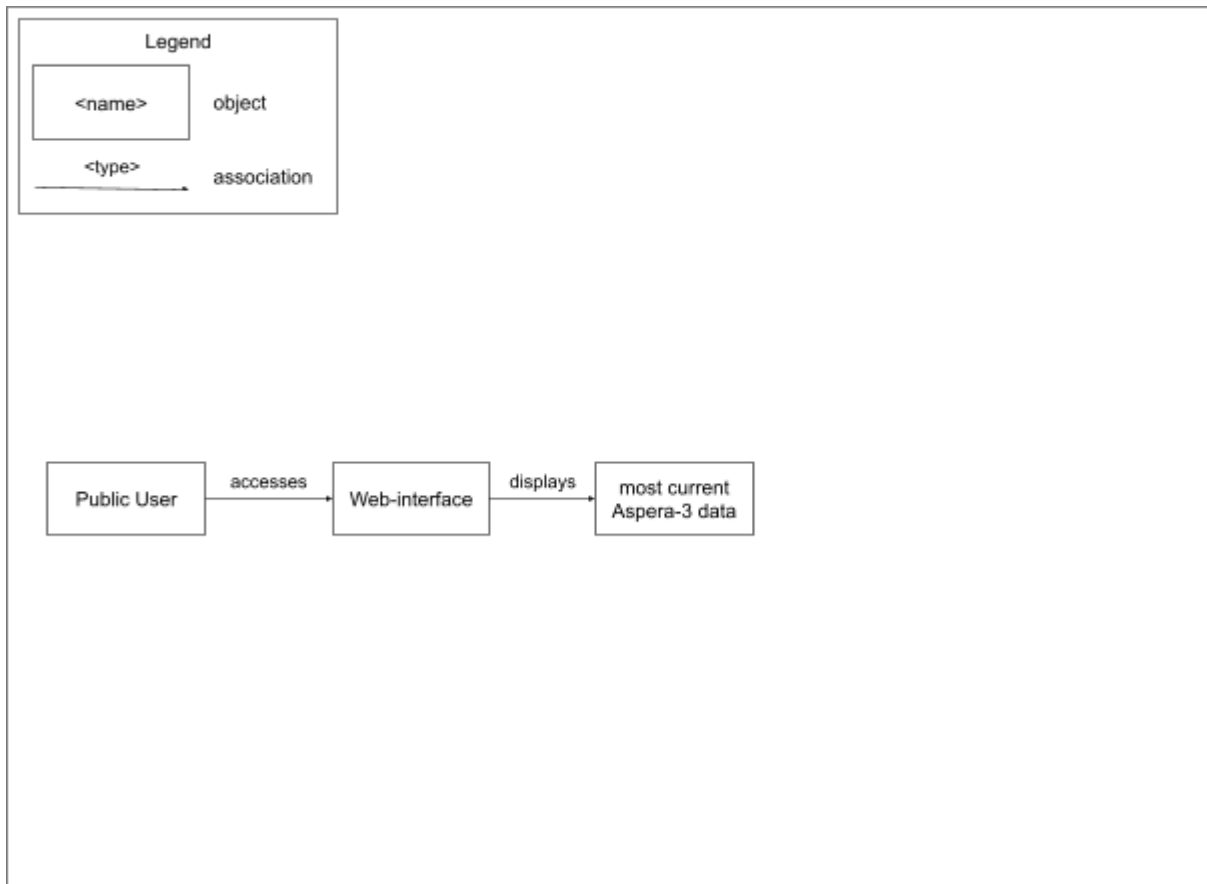 Legend
<name>
object
<type>
association
Public User
accesses
Web-interface
displays
most current
Aspera-3 data